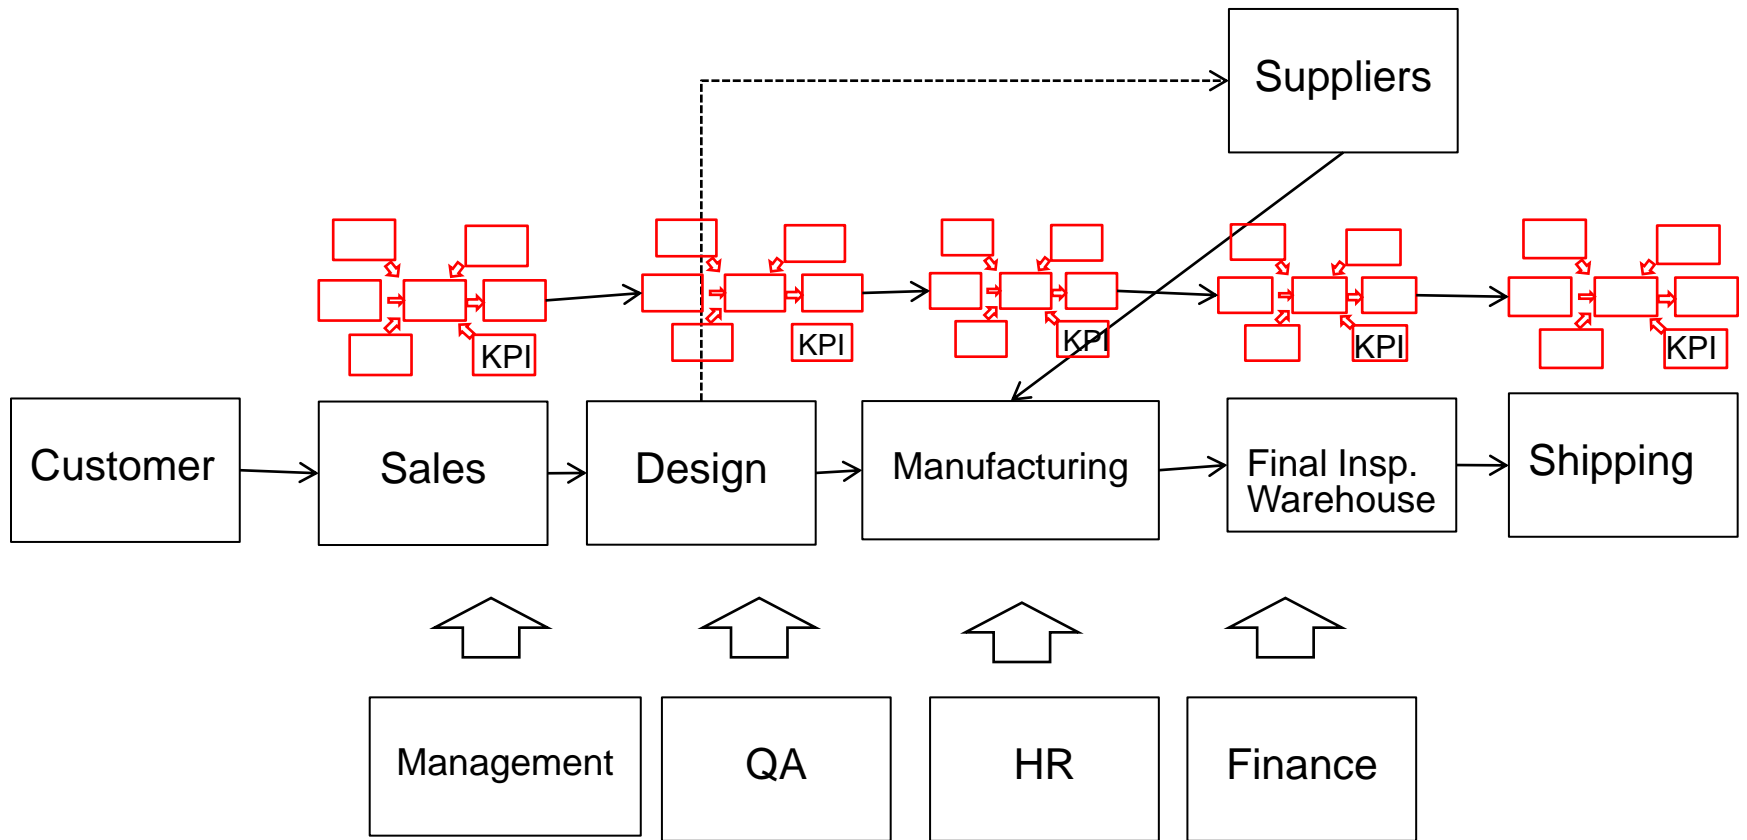 Suppliers
KPI
KPI
KPI
KPI
KPI
Customer
Sales
Design
Manufacturing
Final Insp.
Warehouse
Shipping
Management
QA
HR
Finance